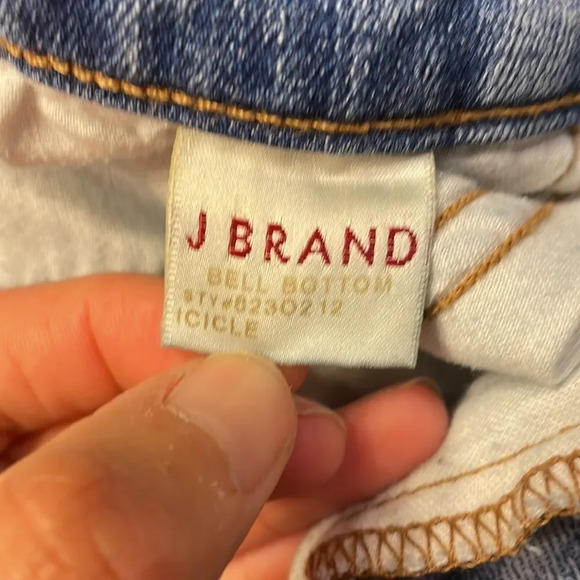 J BRAND
BELL BOTTOM
STY#6230212
ICICLE